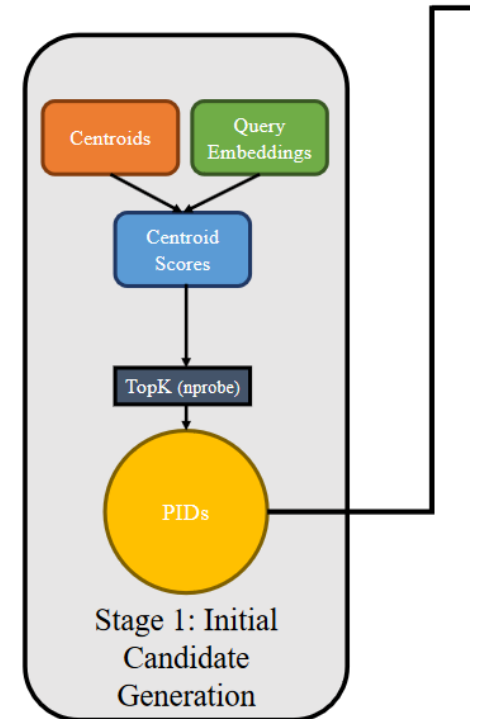 Centroids
Query
Embeddings
Centroid
Scores
TopK (nprobe)
PIDs
Stage 1: Initial
Candidate
Generation